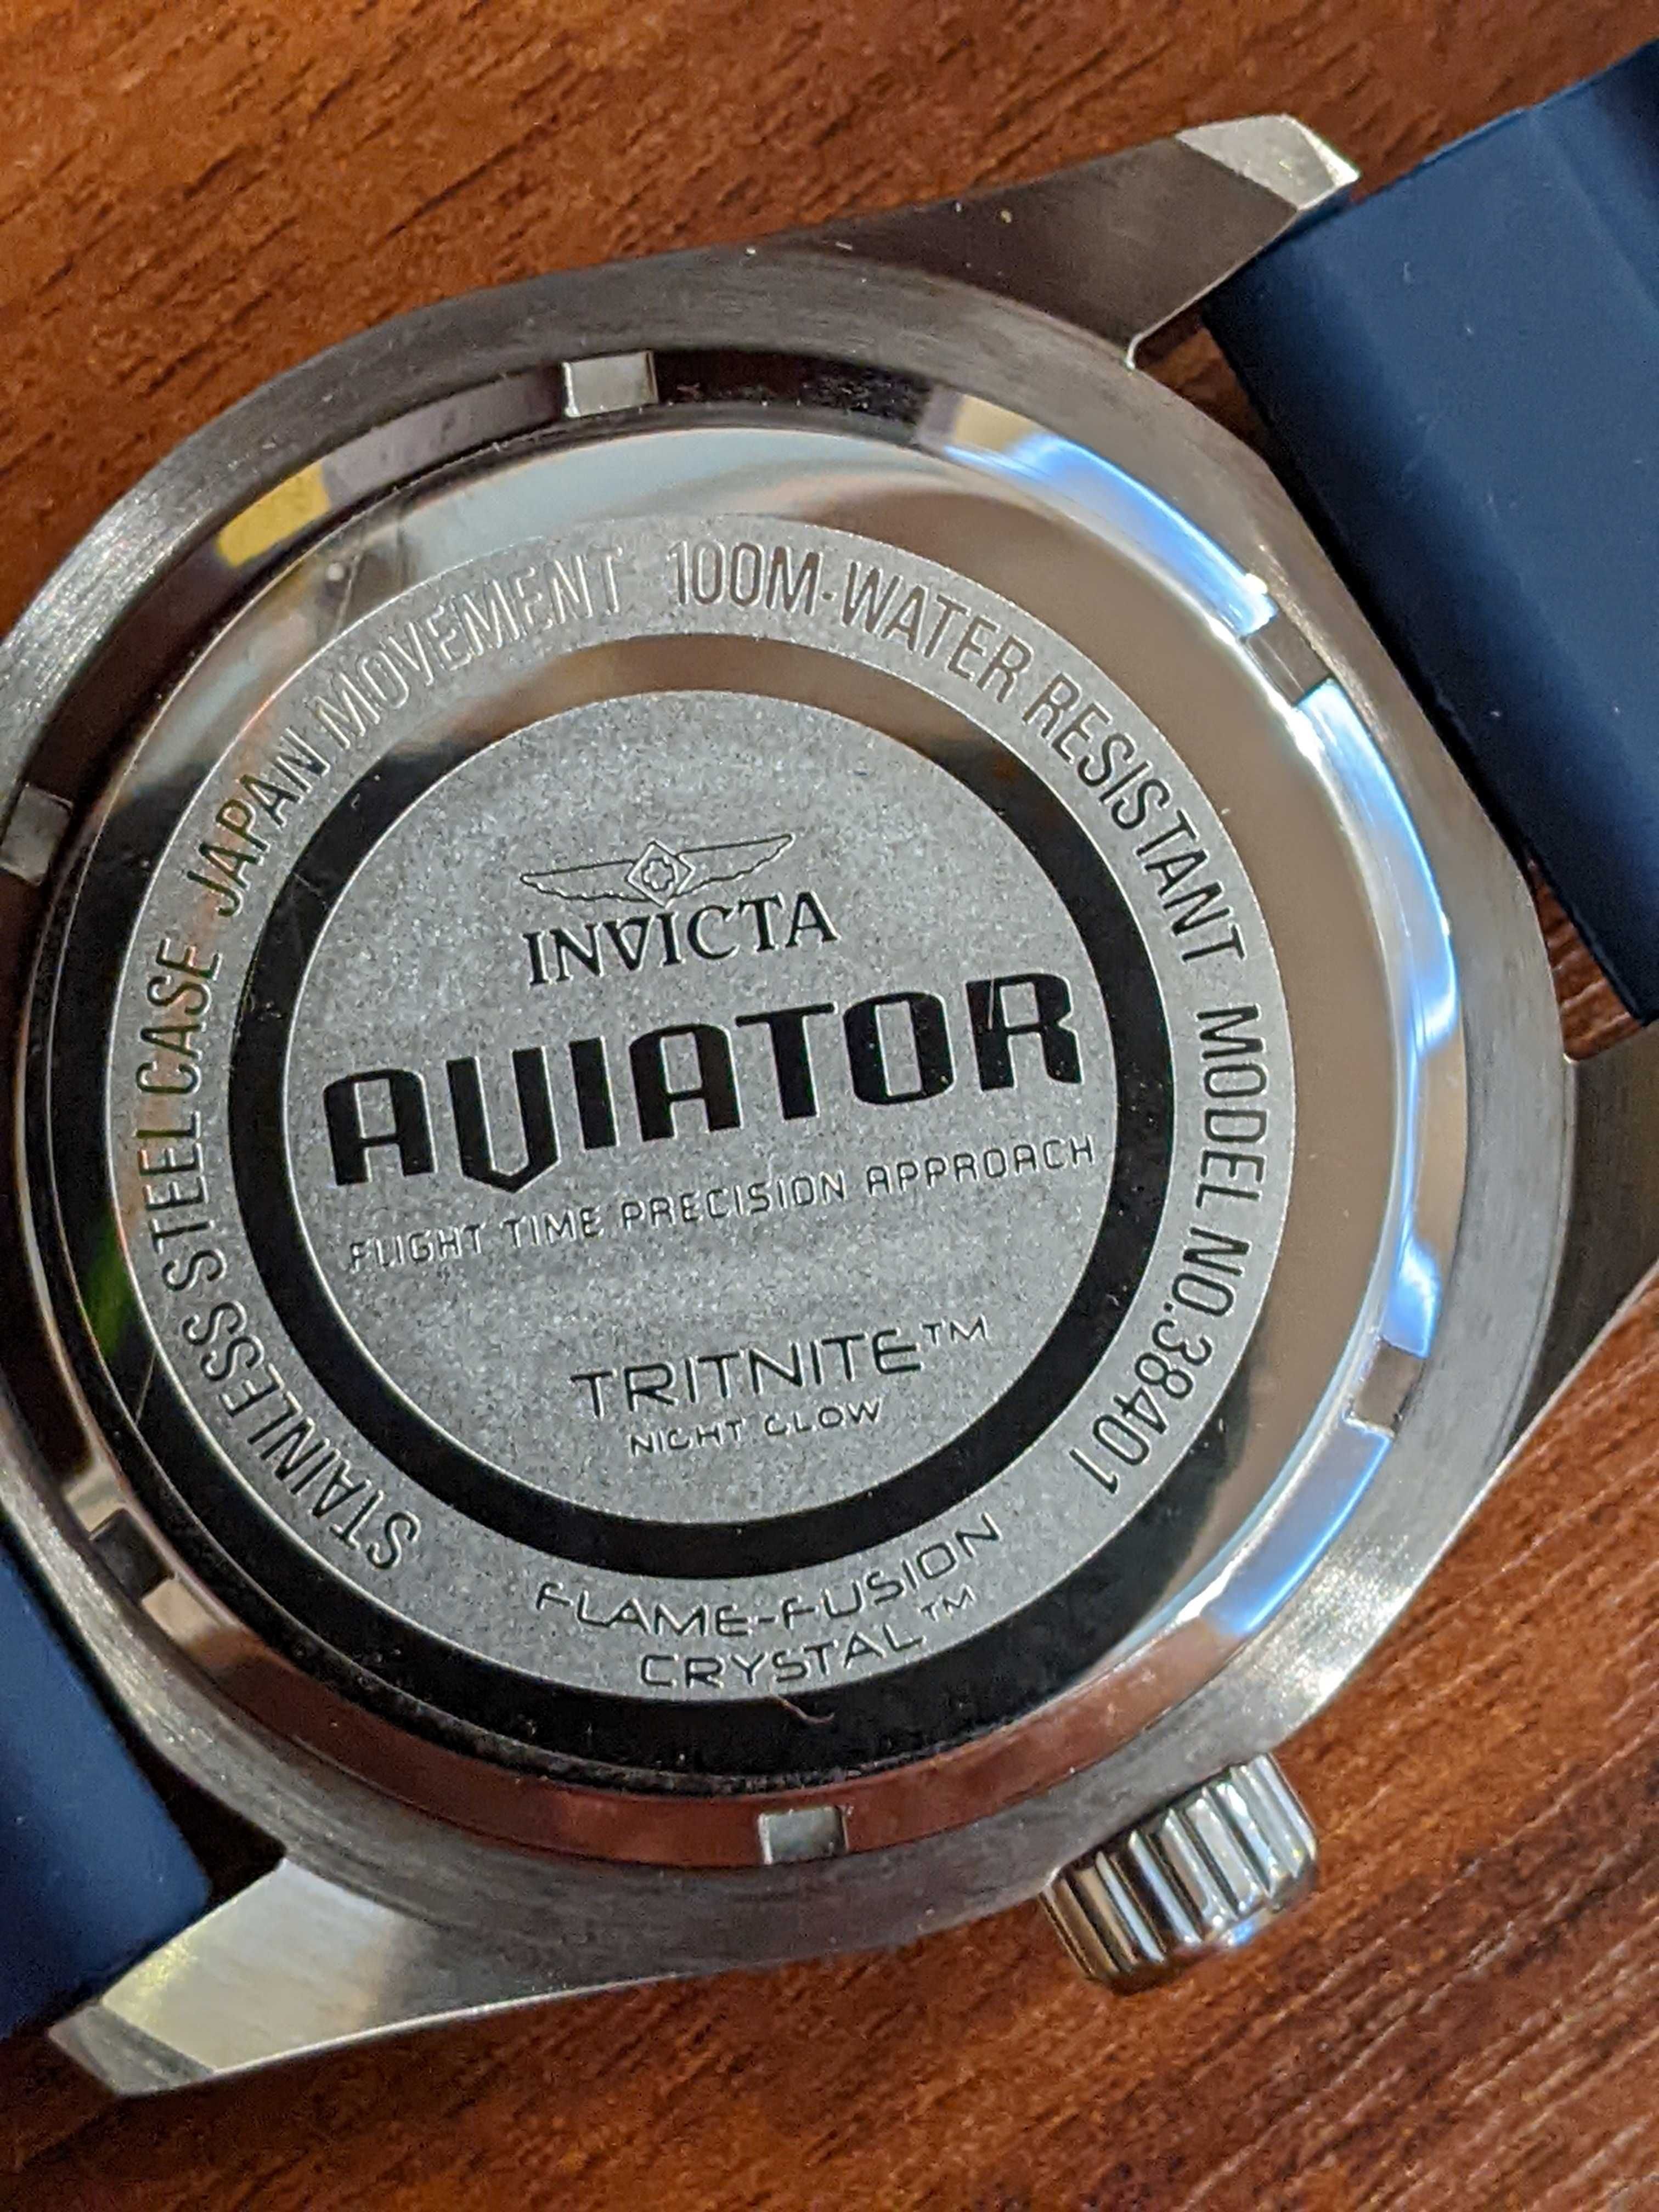 INVICTA
AVIATOR
FLIGHT TIME PRECISION APPROACH
TRITNITE™
NIGHT GLOW
STAINLESS STEEL CASE JAPAN MOVEMENT 100M-WATER RESISTANT MODEL NO.38401
FLAME-FUSION
CRYSTAL™